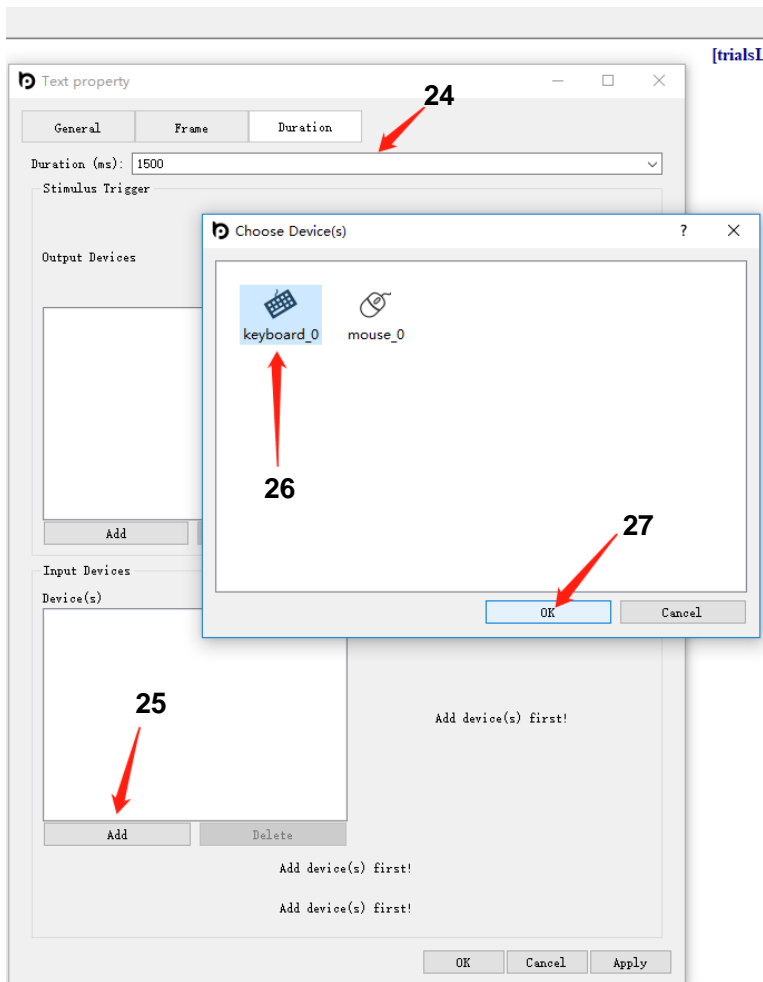 [trialsL
Text property
24
General Frame Duration
Duration (ms): 1500
Stimulus Trigger
Choose Device(s) ?
Output Devices
keyboard_0 mouse_0
26
27
Add
Input Devices
Device(s)
OK Cancel
25
Add device(s) first!
Add Delete
Add device(s) first!
Add device(s) first!
OK Cancel Apply